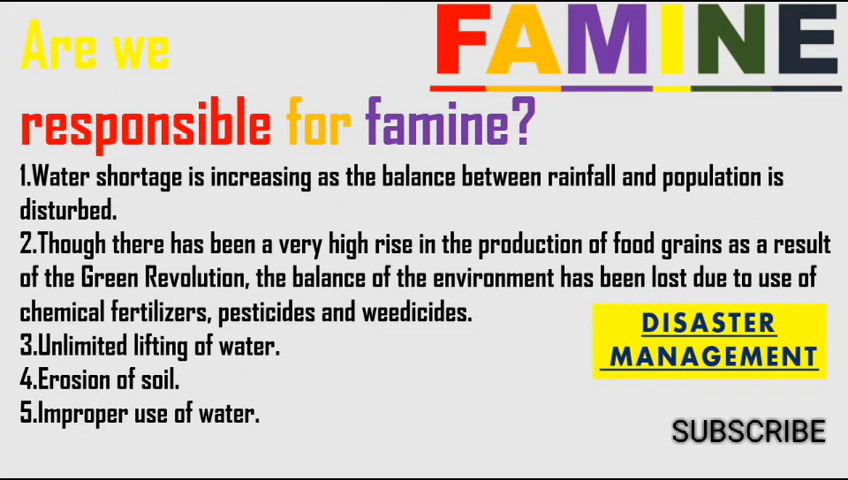 FAMINE
Are we
responsible for famine?
1.Water shortage is increasing as the balance between rainfall and population is
disturbed.
2.Though there has been a very high rise in the production of food grains as a result
of the Green Revolution, the balance of the environment has been lost due to use of
chemical fertilizers, pesticides and weedicides.
3.Unlimited lifting of water.
4.Erosion of soil.
5.Improper use of water.
DISASTER
MANAGEMENT
SUBSCRIBE